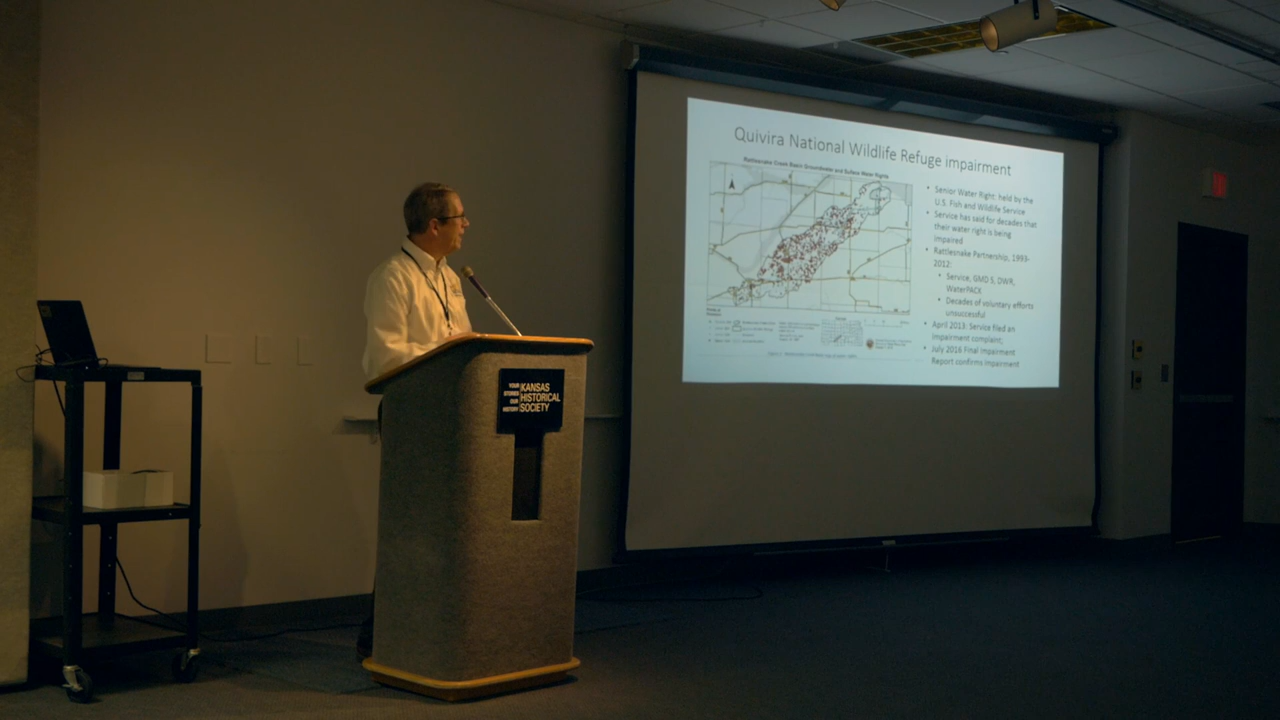 Quivira National Wildlife Refuge impairment
Rattlesnake Creek Basin Groundwater and Surface Water Rights
• Senior Water Right: held by the
U.S. Fish and Wildlife Service
• Service has said for decades that
their water right is being
impaired
• Rattlesnake Partnership, 1993-
2012:
• Service, GMD 5, DWR,
WaterPACK
• Decades of voluntary efforts
unsuccessful
• April 2013: Service filed an
impairment complaint,
• July 2016 Final Impairment
Report confirms impairment
YOUR
STORIES
OUR
HISTORY
KANSAS
HISTORICAL
SOCIETY